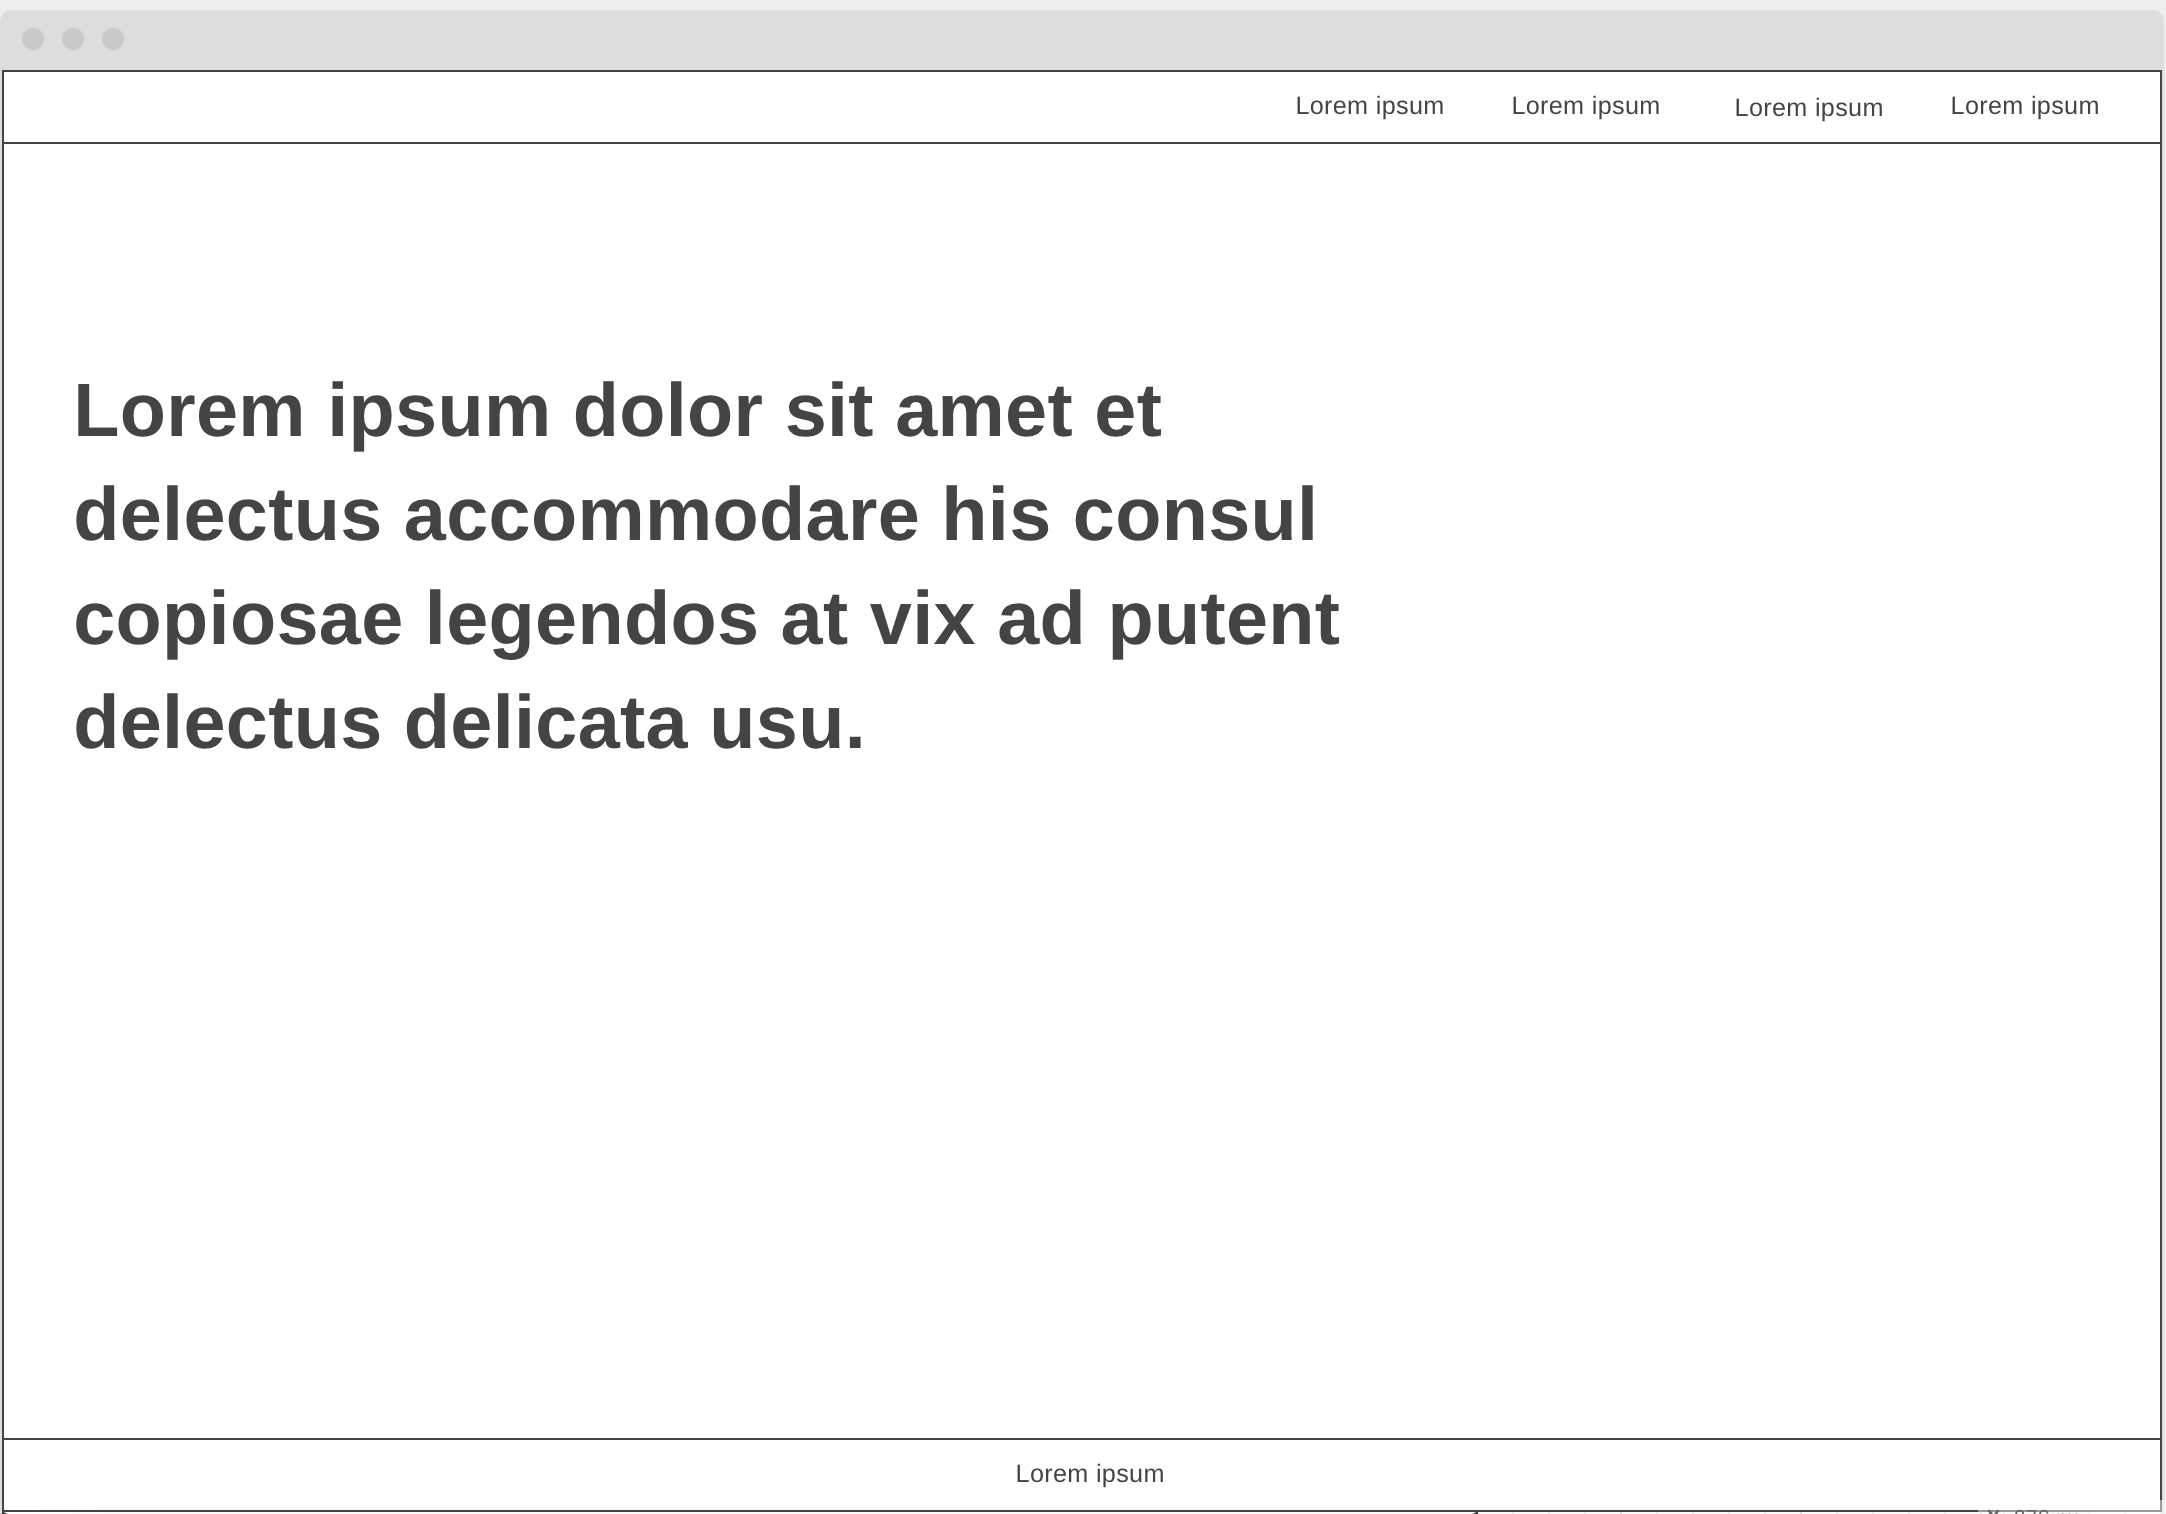 Lorem ipsum Lorem ipsum Lorem ipsum Lorem ipsum
Lorem ipsum dolor sit amet et
delectus accommodare his consul
copiosae legendos at vix ad putent
delectus delicata usu.
Lorem ipsum